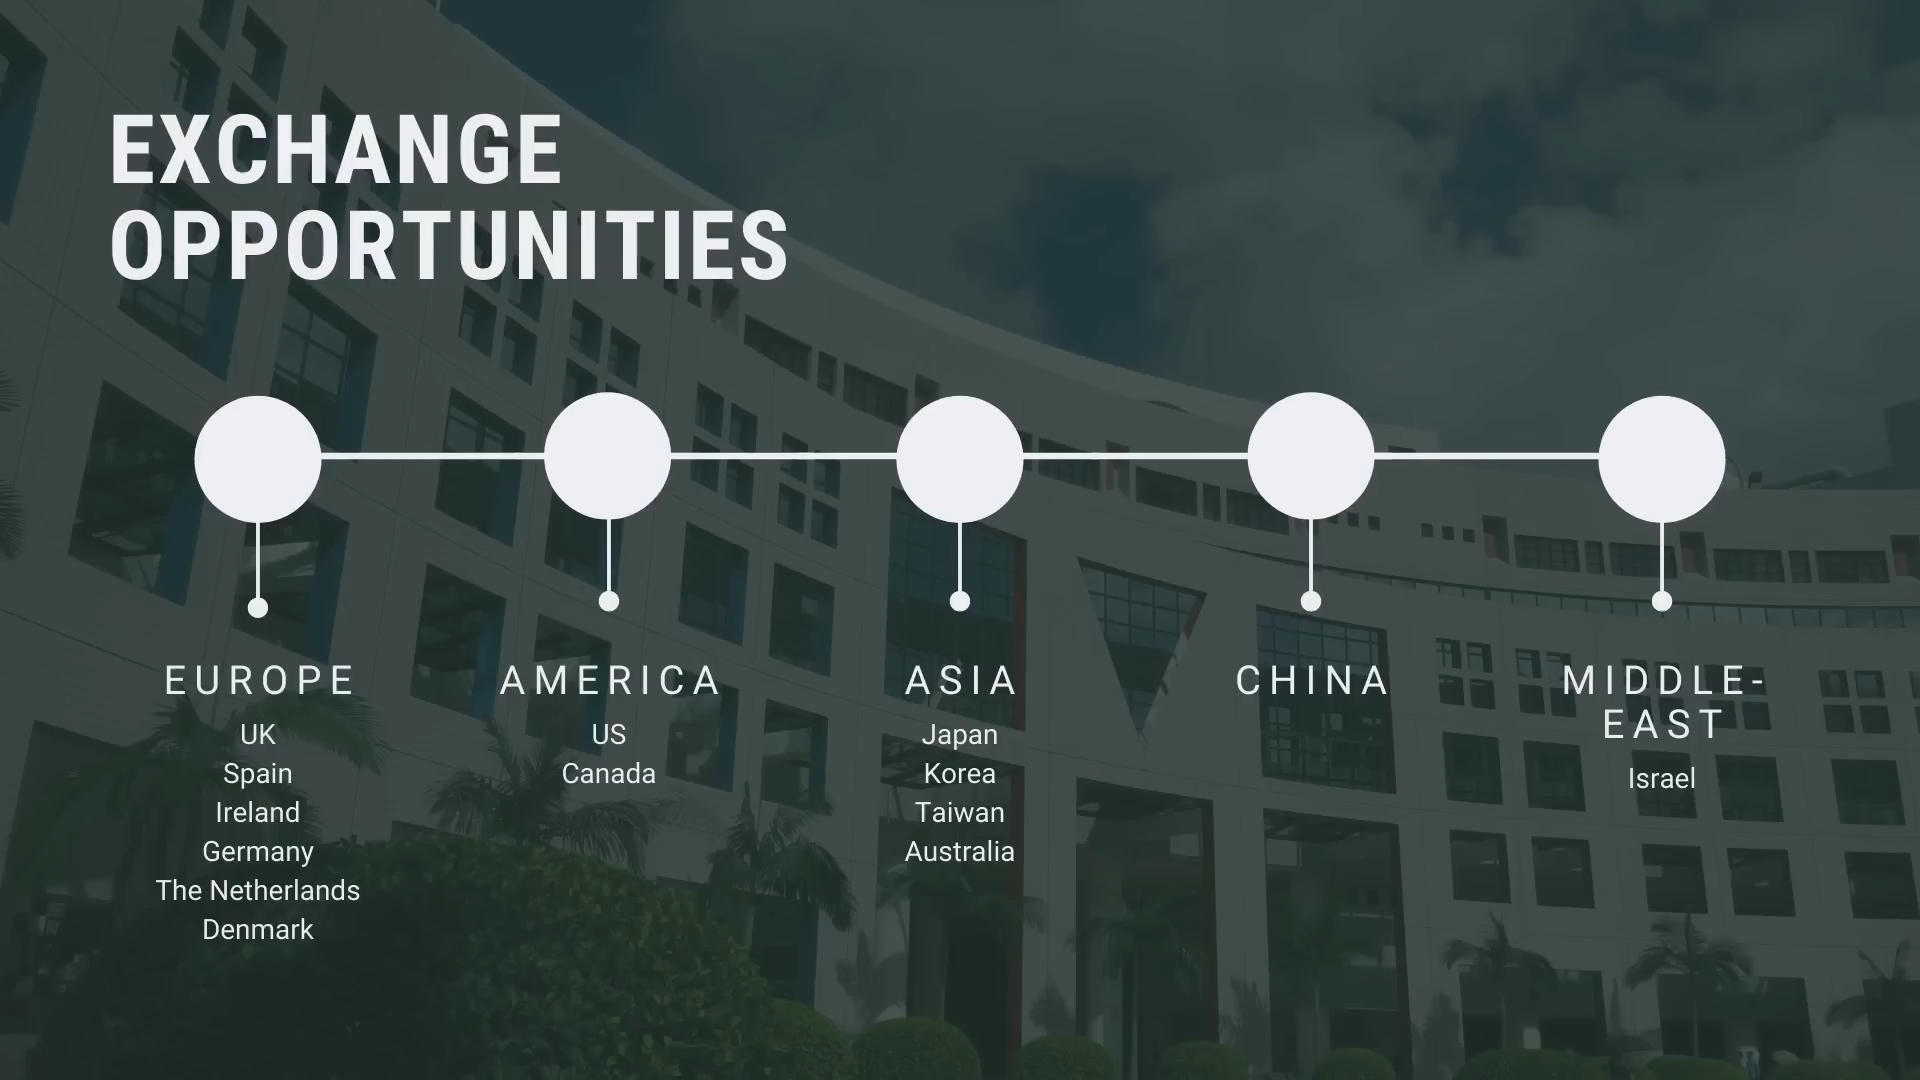 EXCHANGE
OPPORTUNITIES
EUROPE
UK
Spain
Ireland
Germany
The Netherlands
Denmark
AMERICA
US
Canada
ASIA
Japan
Korea
Taiwan
Australia
CHINA
MIDDLE-
EAST
Israel